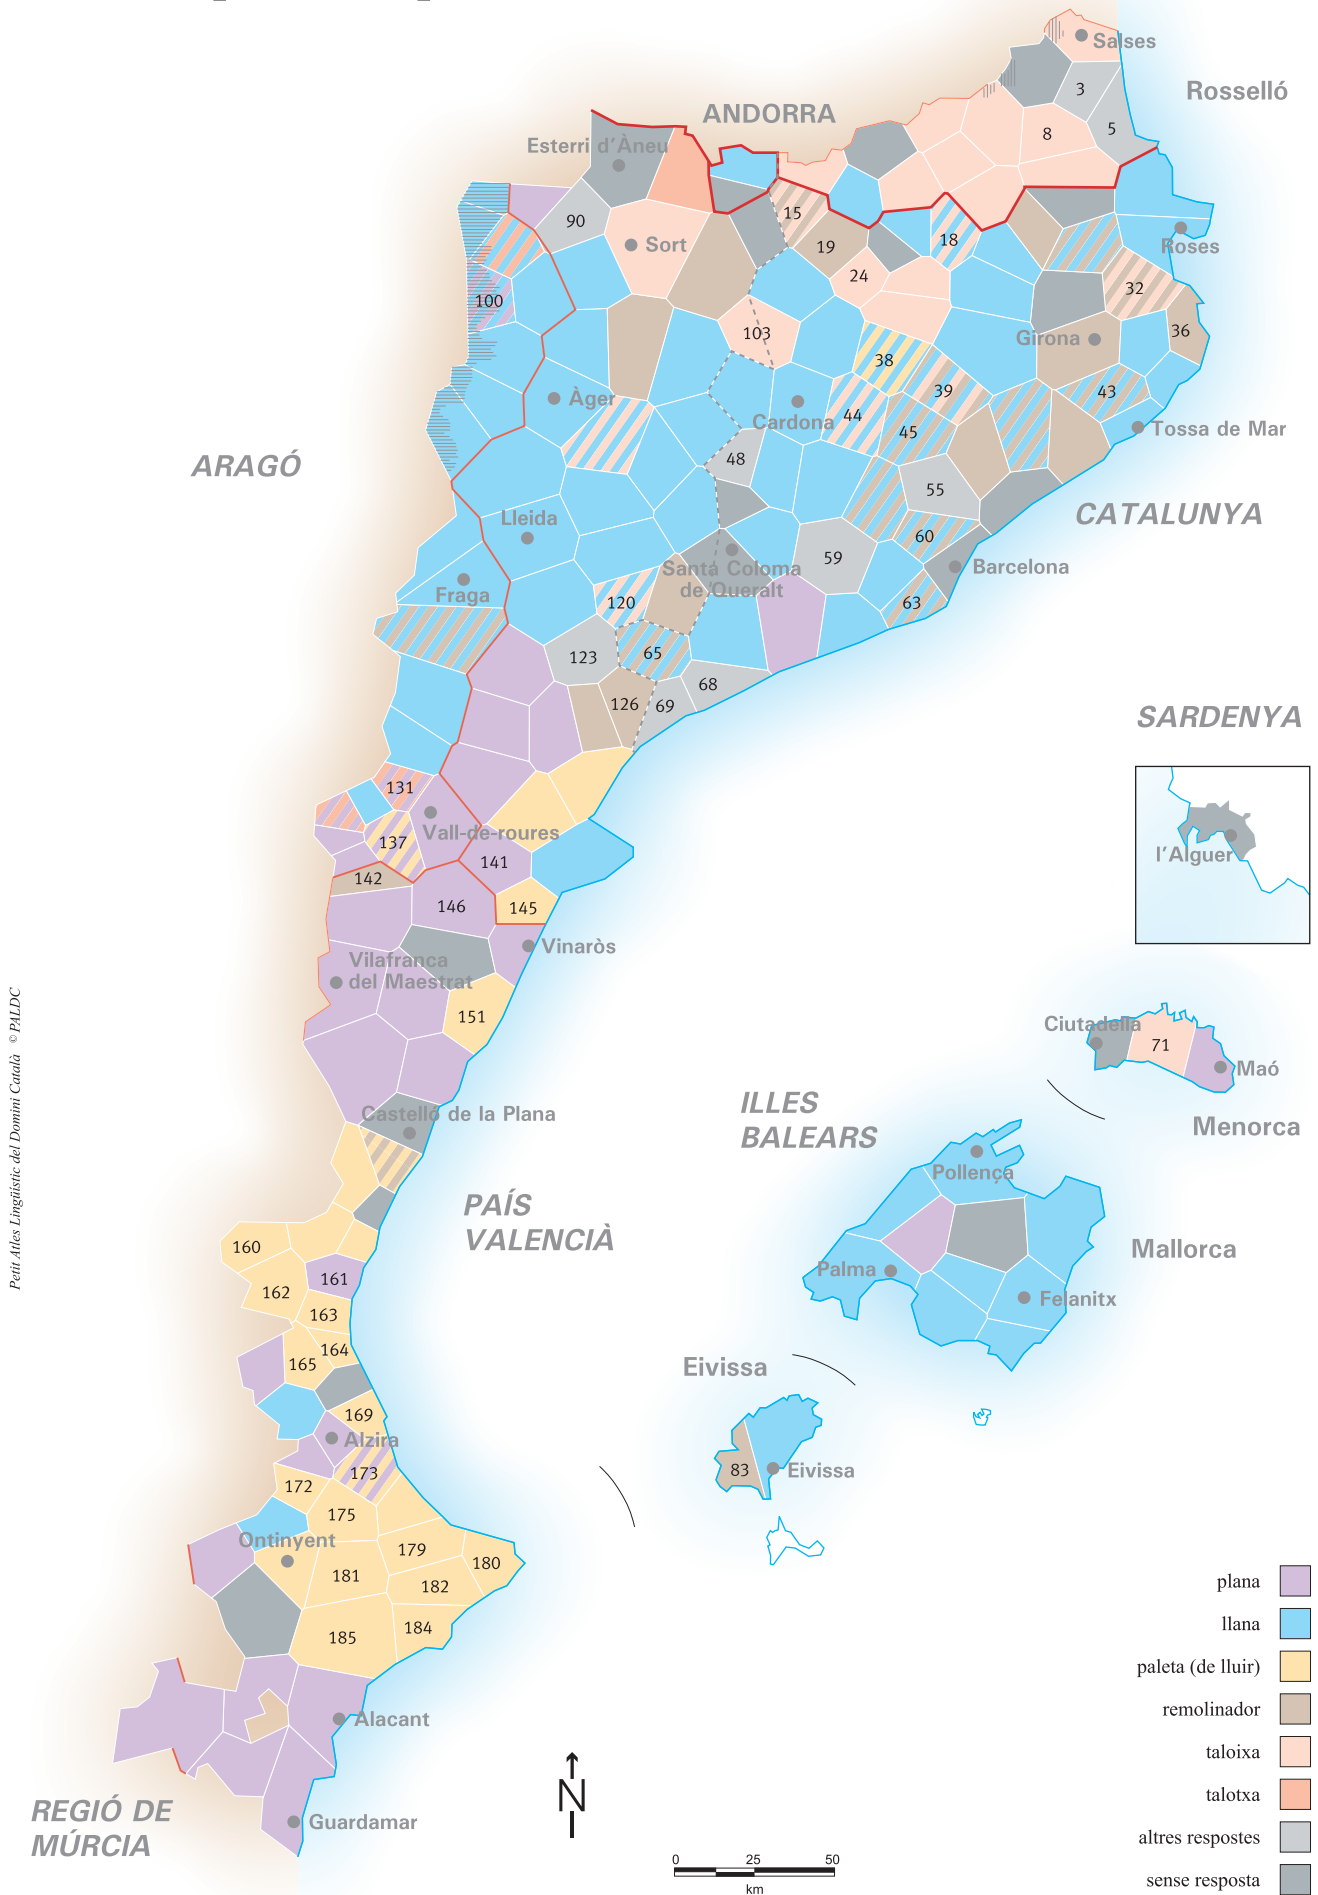 Salses
3
Rosselló
ANDORRA
8
5
Esterri d'Àneu
90
15
Sort
19
18
Roses
24
32
100
103
Girona
36
38
Àger
39
43
Cardona
44
45
Tossa de Mar
ARAGÓ
48
55
CATALUNYA
Lleida
60
59
Santa Coloma
de Queralt
Barcelona
Fraga
120
63
123
65
68
126
69
SARDENYA
131
Vall-de-roures
137
l'Alguer
141
142
146
145
Vinaròs
Vilafranca
del Maestrat
151
Ciutadella
71
Maó
ILLES
BALEARS
Castelló de la Plana
Menorca
Pollença
PAÍS
VALENCIÀ
160
Mallorca
Palma
161
162
Felanitx
163
164
165
Eivissa
169
Alzira
173
83
Eivissa
172
175
Ontinyent
179
180
181
182
184
185
Alacant
REGIÓ DE
MÚRCIA
Guardamar
N
0 25 50
km
plana
llana
paleta (de lluir)
remolinador
taloixa
talotxa
altres respostes
sense resposta
Petit Atles Lingüístic del Domini Català © PALDC